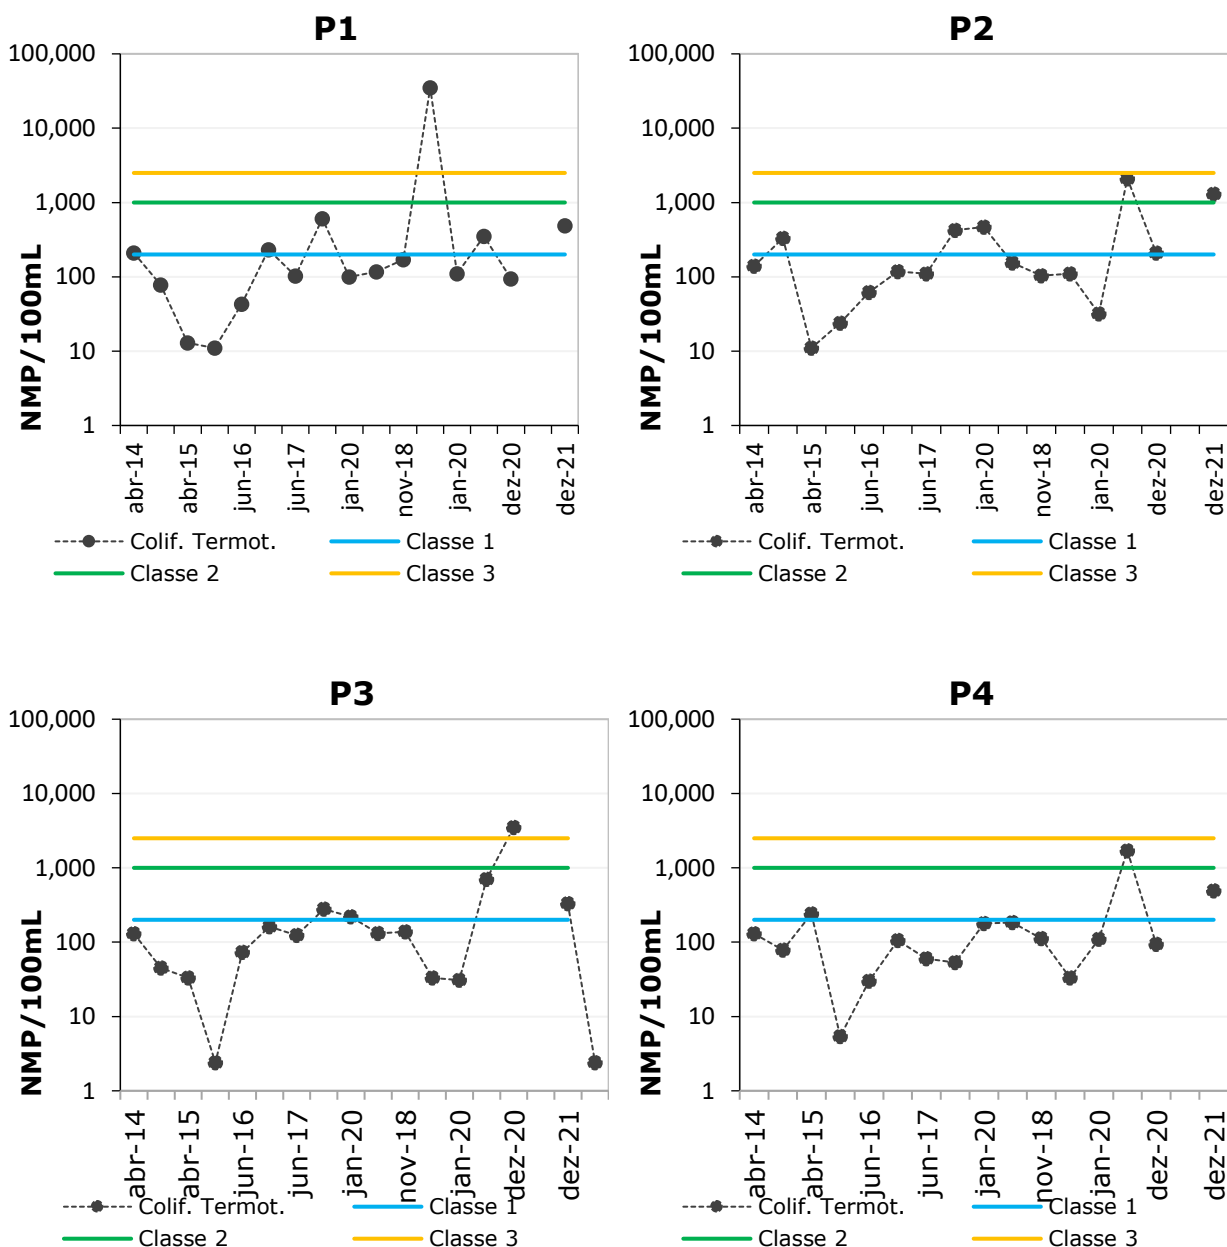 P1
100,000
10,000
1,000
100
10
1
NMP/100mL
abr-14
abr-15
jun-16
jun-17
jan-20
nov-18
jan-20
dez-20
dez-21
Colif. Termot.
Classe 1
Classe 2
Classe 3
P2
100,000
10,000
1,000
100
10
1
NMP/100mL
abr-14
abr-15
jun-16
jun-17
jan-20
nov-18
jan-20
dez-20
dez-21
Colif. Termot.
Classe 1
Classe 2
Classe 3
P3
100,000
10,000
1,000
100
10
1
NMP/100mL
abr-14
abr-15
jun-16
jun-17
jan-20
nov-18
jan-20
dez-20
dez-21
Colif. Termot.
Classe 1
Classe 2
Classe 3
P4
100,000
10,000
1,000
100
10
1
NMP/100mL
abr-14
abr-15
jun-16
jun-17
jan-20
nov-18
jan-20
dez-20
dez-21
Colif. Termot.
Classe 1
Classe 2
Classe 3